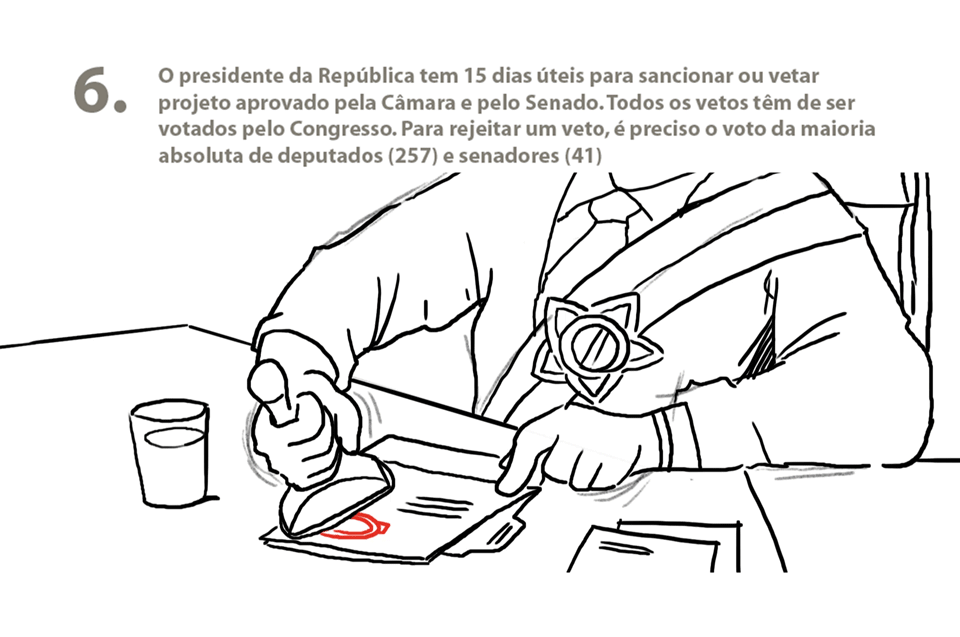 6.
O presidente da República tem 15 dias úteis para sancionar ou vetar
projeto aprovado pela Câmara e pelo Senado. Todos os vetos têm de ser
votados pelo Congresso. Para rejeitar um veto, é preciso o voto da maioria
absoluta de deputados (257) e senadores (41)